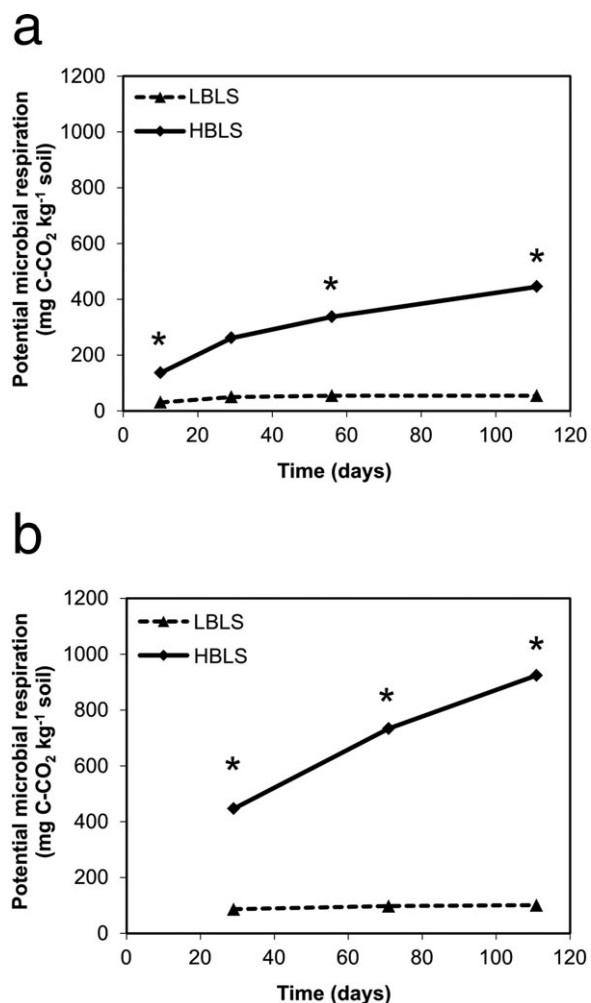 a
Potential microbial respiration
(mg C-CO₂ kg⁻¹ soil)
1200
1000
800
600
400
200
0
LBLS
HBLS
*
*
*
0 20 40 60 80 100 120
Time (days)
b
Potential microbial respiration
(mg C-CO₂ kg⁻¹ soil)
1200
1000
800
600
400
200
0
LBLS
HBLS
*
*
*
0 20 40 60 80 100 120
Time (days)